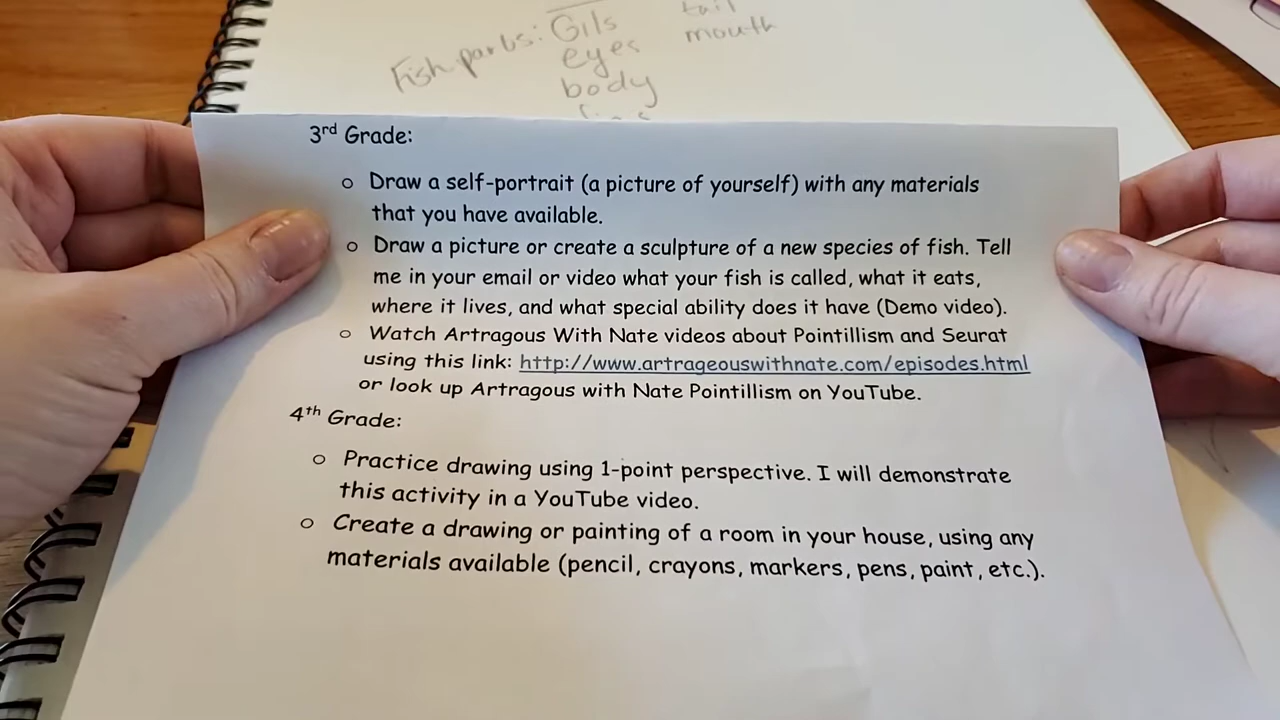 Fish parts: Gils tail
eyes mouth
body
3rd Grade:
o Draw a self-portrait (a picture of yourself) with any materials
that you have available.
o Draw a picture or create a sculpture of a new species of fish. Tell
me in your email or video what your fish is called, what it eats,
where it lives, and what special ability does it have (Demo video).
o Watch Artragous With Nate videos about Pointillism and Seurat
using this link: http://www.artrageouswithnate.com/episodes.html
or look up Artragous with Nate Pointillism on YouTube.
4th Grade:
o Practice drawing using 1-point perspective. I will demonstrate
this activity in a YouTube video.
o Create a drawing or painting of a room in your house, using any
materials available (pencil, crayons, markers, pens, paint, etc.).